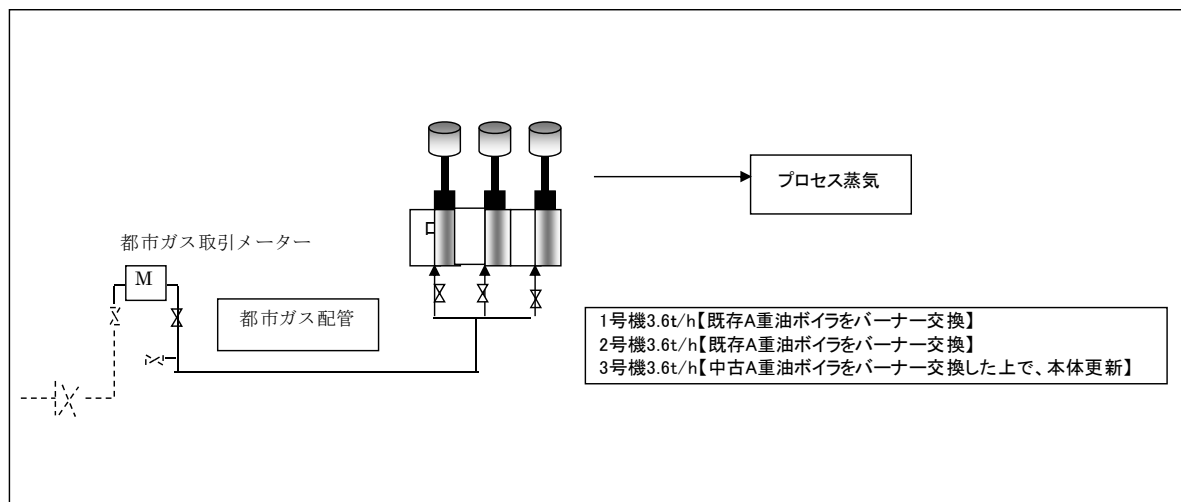 プロセス蒸気
都市ガス取引メーター
M
都市ガス配管
1号機3.6t/h【既存A重油ボイラをバーナー交換】
2号機3.6t/h【既存A重油ボイラをバーナー交換】
3号機3.6t/h【中古A重油ボイラをバーナー交換した上で、本体更新】